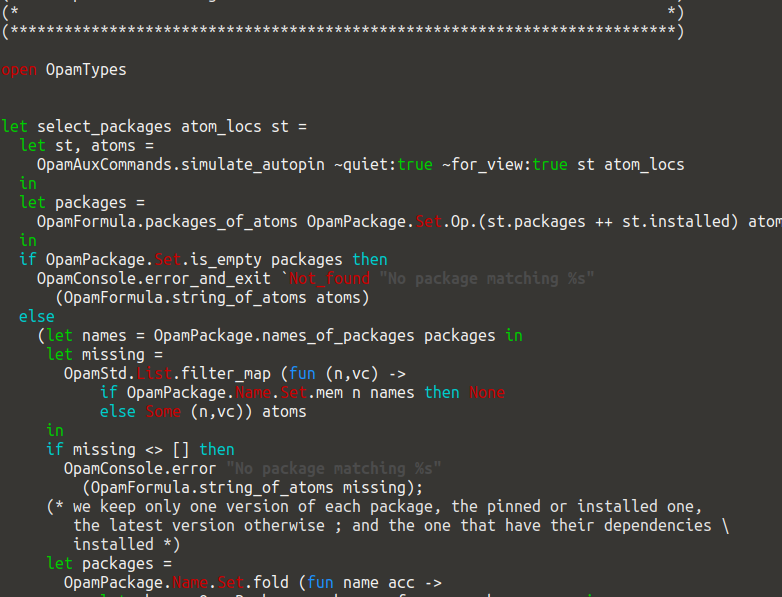 (*                                                                        *)
(**************************************************************************)
open OpamTypes
let select_packages atom_locs st =
  let st, atoms =
    OpamAuxCommands.simulate_autopin ~quiet:true ~for_view:true st atom_locs
  in
  let packages =
    OpamFormula.packages_of_atoms OpamPackage.Set.Op.(st.packages ++ st.installed) atom
  in
  if OpamPackage.Set.is_empty packages then
    OpamConsole.error_and_exit `Not_found "No package matching %s"
      (OpamFormula.string_of_atoms atoms)
  else
    (let names = OpamPackage.names_of_packages packages in
     let missing =
       OpamStd.List.filter_map (fun (n,vc) ->
           if OpamPackage.Name.Set.mem n names then None
           else Some (n,vc)) atoms
     in
     if missing <> [] then
       OpamConsole.error "No package matching %s"
         (OpamFormula.string_of_atoms missing);
     (* we keep only one version of each package, the pinned or installed one,
        the latest version otherwise ; and the one that have their dependencies \
        installed *)
     let packages =
       OpamPackage.Name.Set.fold (fun name acc ->